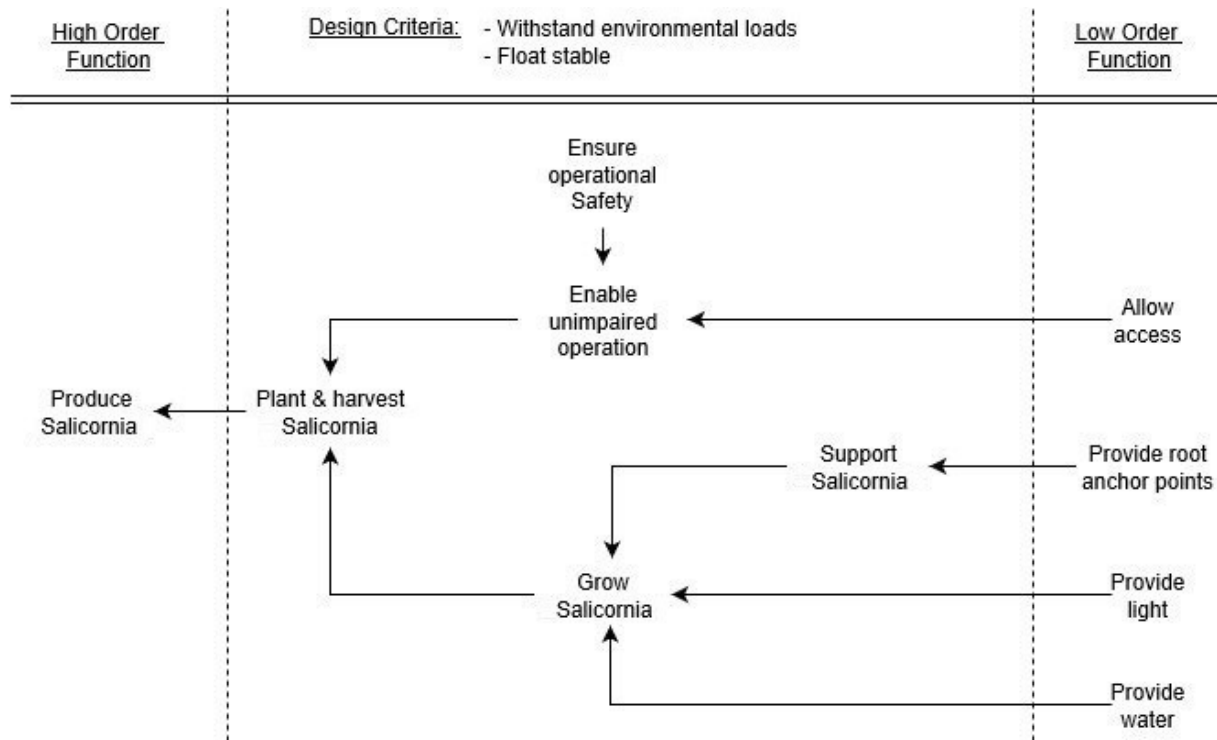 High Order
Function
Design Criteria: - Withstand environmental loads
- Float stable
Low Order
Function
Ensure
operational
Safety
Enable
unimpaired
operation
Allow
access
Produce
Salicornia
Plant & harvest
Salicornia
Support
Salicornia
Provide root
anchor points
Grow
Salicornia
Provide
light
Provide
water